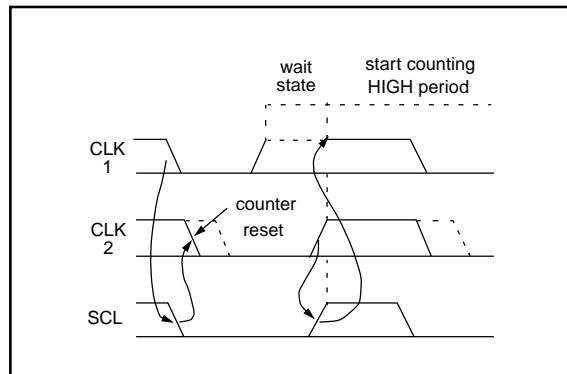 wait
state
start counting
HIGH period
CLK
1
counter
reset
CLK
2
SCL